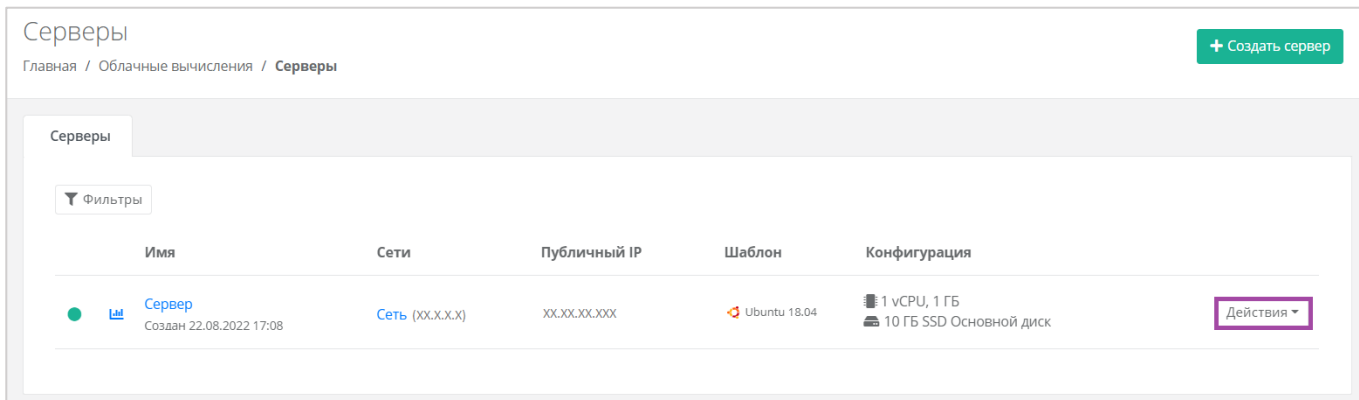 Серверы
+ Создать сервер
Главная / Облачные вычисления / Серверы
Серверы
Фильтры
Имя Сети Публичный IP Шаблон Конфигурация
Сервер
Создан 22.08.2022 17:08
Сеть (XX.X.X.X)
XX.XX.XX.XXX
Ubuntu 18.04
1 vCPU, 1 ГБ
10 ГБ SSD Основной диск
Действия